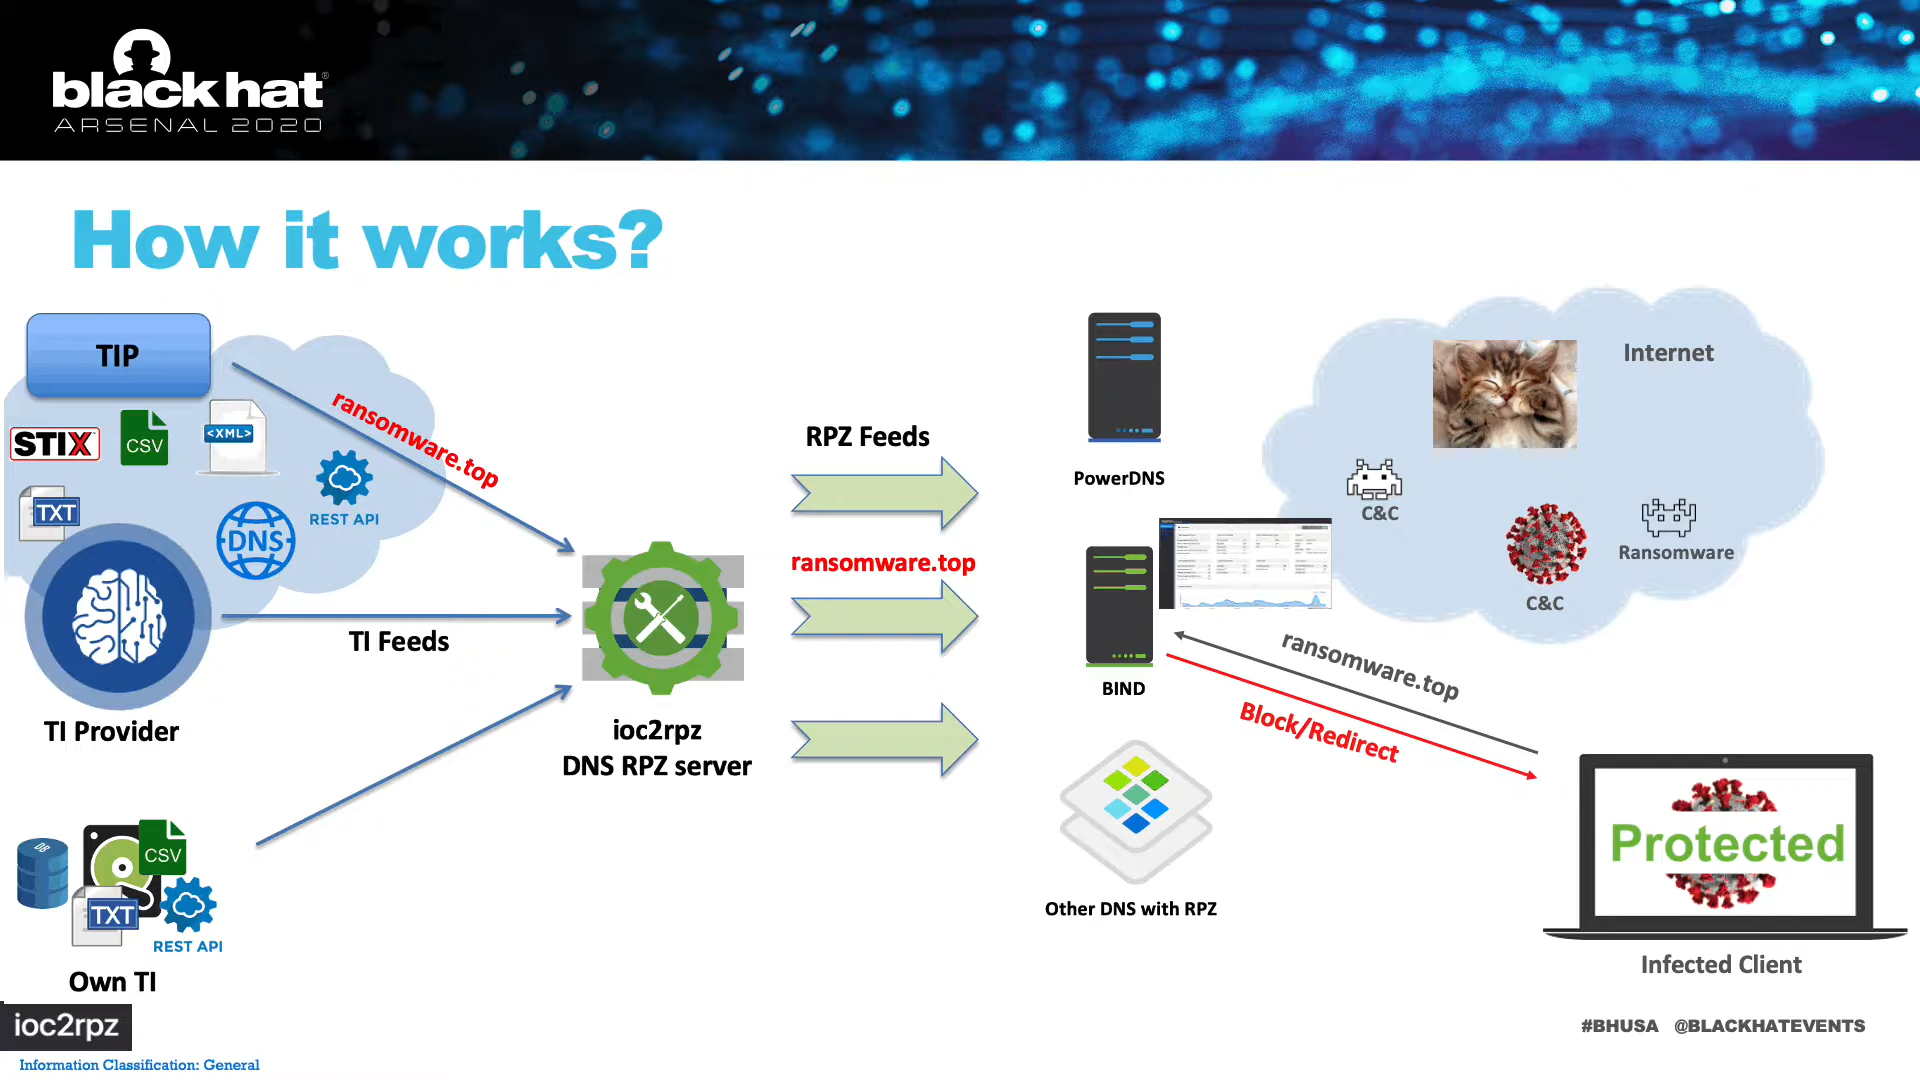 black hat®
ARSENAL 2020
How it works?
TIP
STIX
CSV
<XML>
TXT
DNS
REST API
ransomware.top
TI Feeds
TI Provider
DB
CSV
TXT
REST API
Own TI
ioc2rpz
DNS RPZ server
RPZ Feeds
ransomware.top
PowerDNS
BIND
Other DNS with RPZ
Internet
C&C
C&C
Ransomware
ransomware.top
Block/Redirect
Protected
Infected Client
ioc2rpz
#BHUSA @BLACKHATEVENTS
Information Classification: General